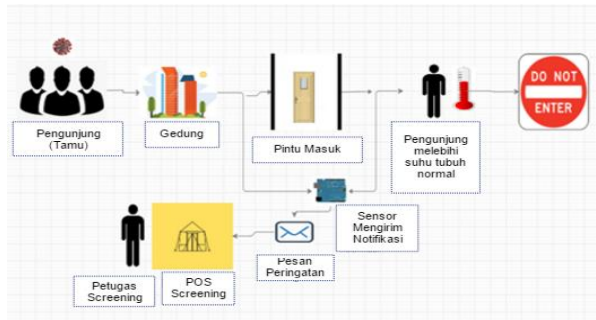 DO NOT
ENTER
Pengunjung
(Tamu)
Gedung
Pintu Masuk
Pengunjung
melebihi
suhu tubuh
normal
Sensor
Mengirim
Notifikasi
Pesan
Peringatan
POS
Screening
Petugas
Screening